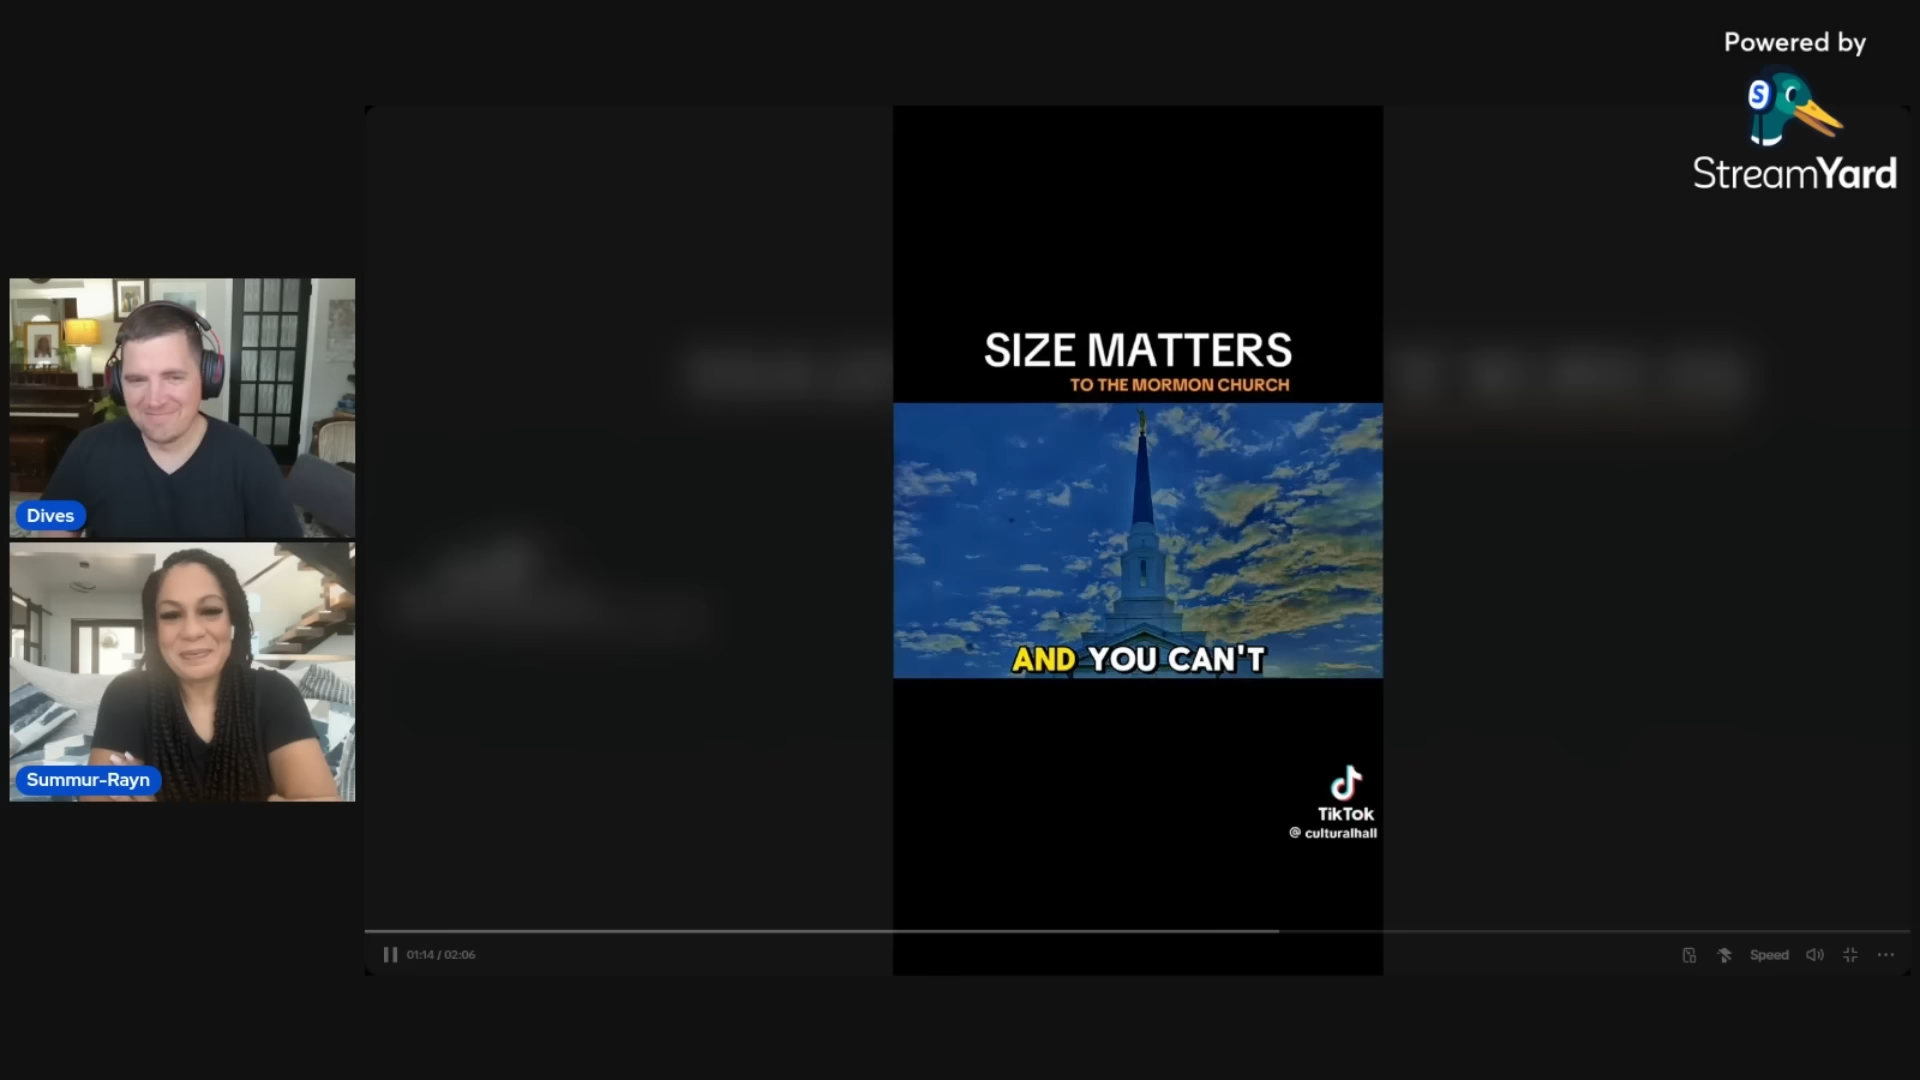 Powered by
S
StreamYard
SIZE MATTERS
TO THE MORMON CHURCH
AND YOU CAN'T
Dives
Summur-Rayn
TikTok
@ culturalhall
01:14 / 02:06
Speed